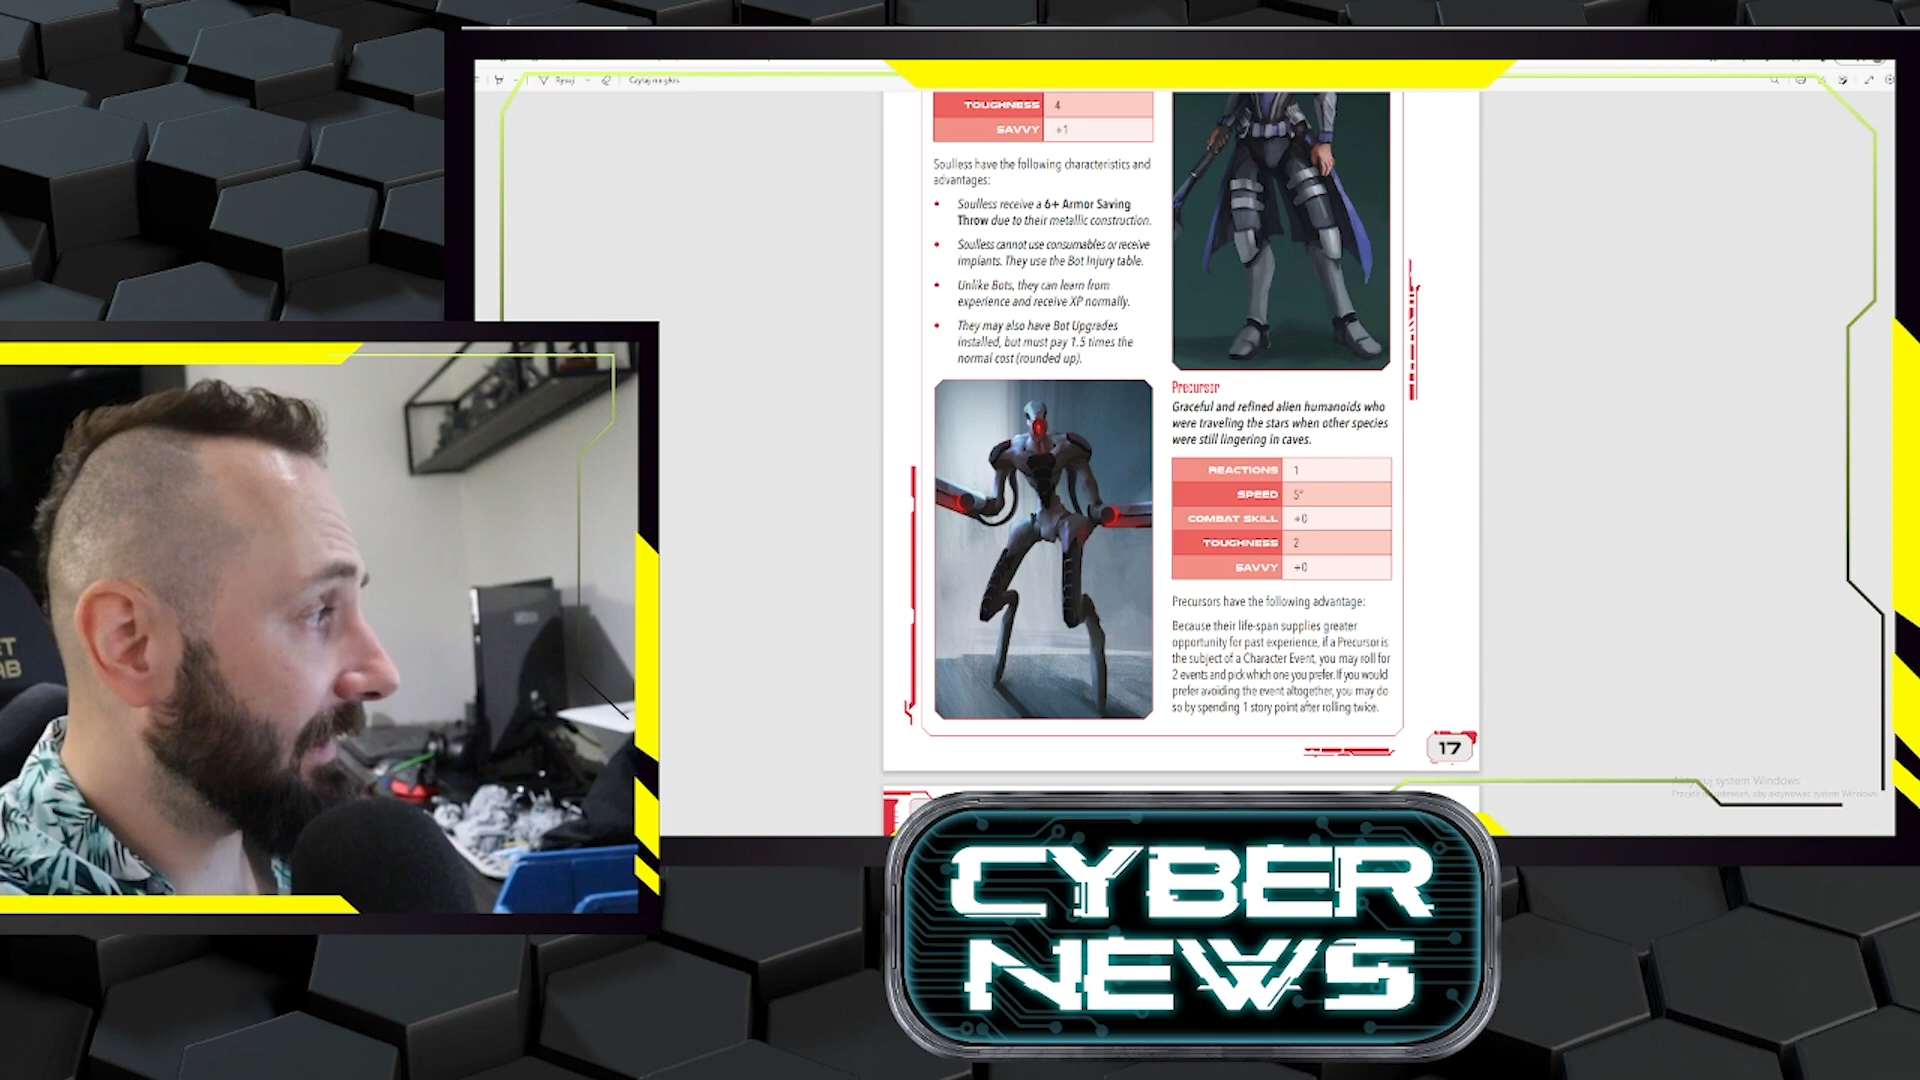 Rysuj
Czytaj na głos
TOUGHNESS 4
SAVVY +1
Soulless have the following characteristics and
advantages:
• Soulless receive a 6+ Armor Saving
Throw due to their metallic construction.
• Soulless cannot use consumables or receive
implants. They use the Bot Injury table.
• Unlike Bots, they can learn from
experience and receive XP normally.
• They may also have Bot Upgrades
installed, but must pay 1.5 times the
normal cost (rounded up).
Precursor
Graceful and refined alien humanoids who
were traveling the stars when other species
were still lingering in caves.
REACTIONS 1
SPEED 5"
COMBAT SKILL +0
TOUGHNESS 2
SAVVY +0
Precursors have the following advantage:
Because their life-span supplies greater
opportunity for past experience, if a Precursor is
the subject of a Character Event, you may roll for
2 events and pick which one you prefer. If you would
prefer avoiding the event altogether, you may do
so by spending 1 story point after rolling twice.
17
Aktywuj system Windows
CYBER
NEWS